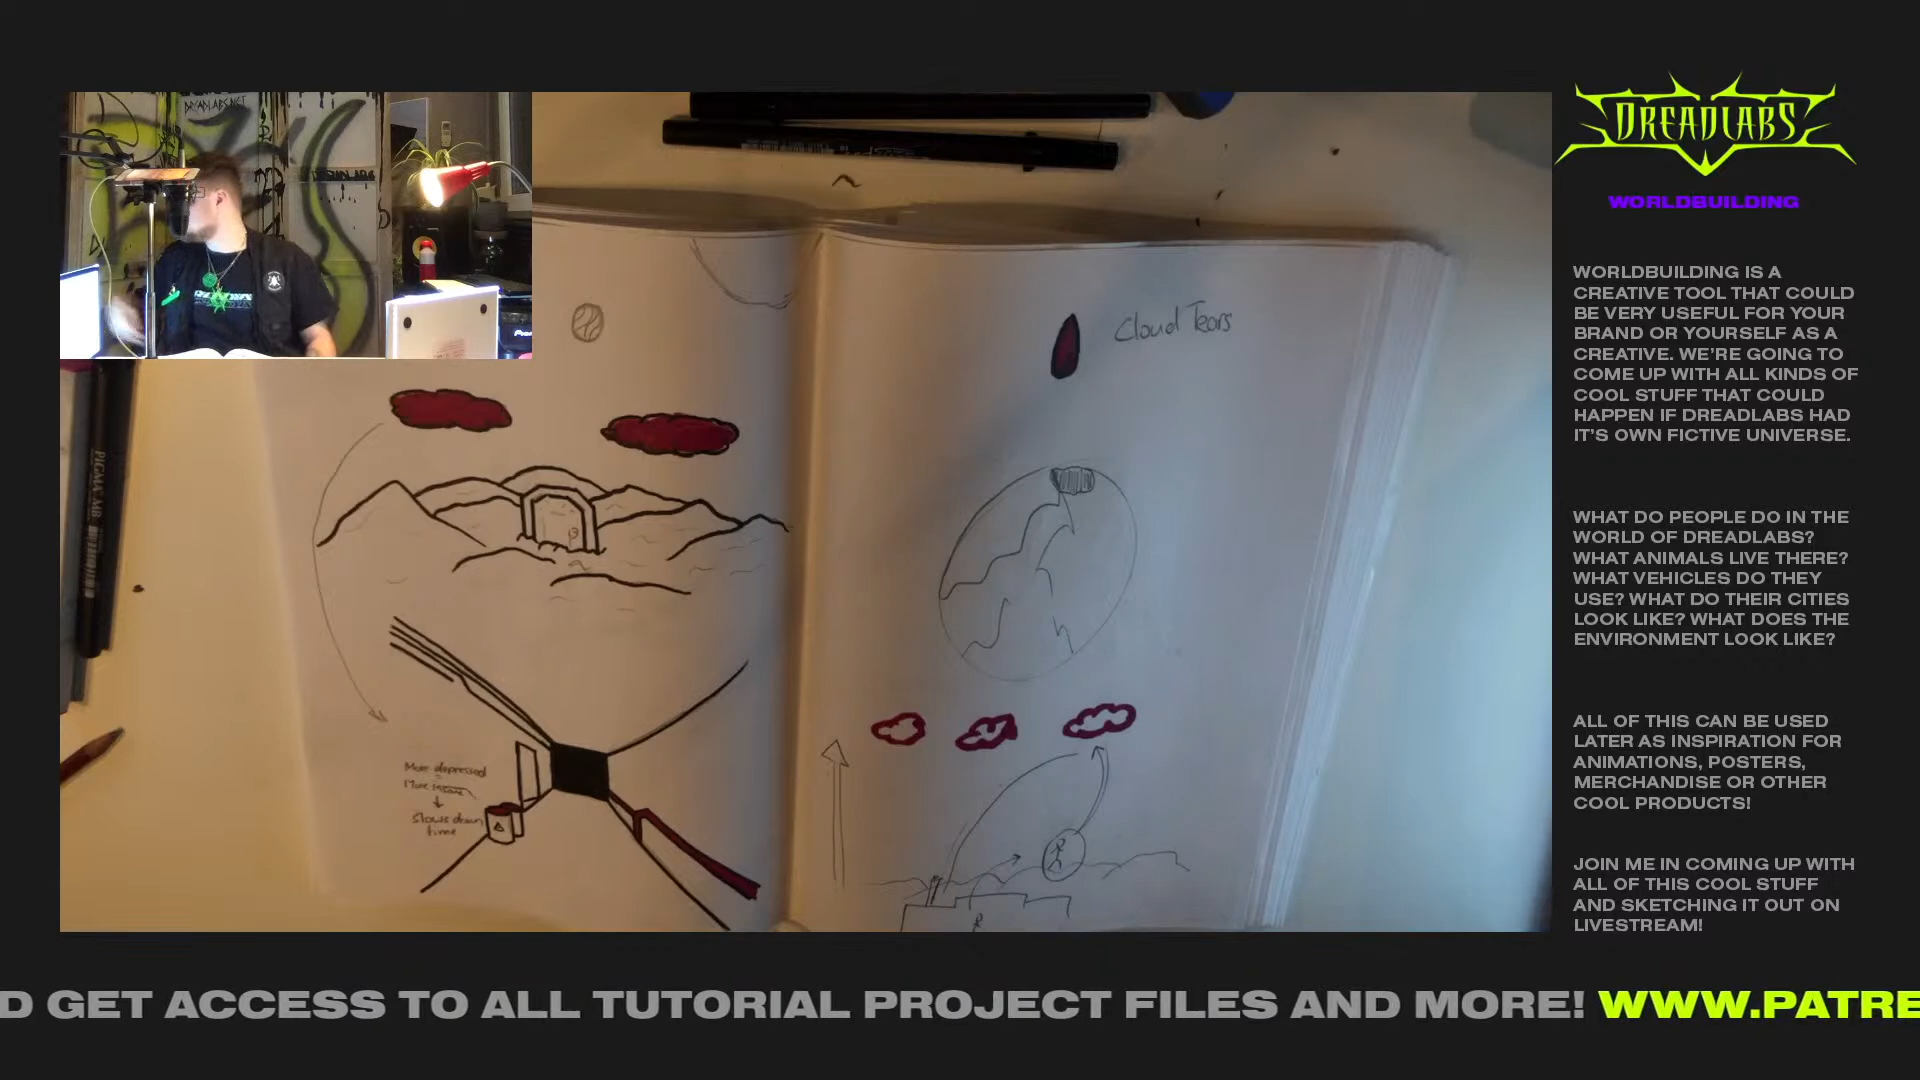 DREADLABS
WORLDBUILDING
WORLDBUILDING IS A
CREATIVE TOOL THAT COULD
BE VERY USEFUL FOR YOUR
BRAND OR YOURSELF AS A
CREATIVE. WE'RE GOING TO
COME UP WITH ALL KINDS OF
COOL STUFF THAT COULD
HAPPEN IF DREADLABS HAD
IT'S OWN FICTIVE UNIVERSE.
WHAT DO PEOPLE DO IN THE
WORLD OF DREADLABS?
WHAT ANIMALS LIVE THERE?
WHAT VEHICLES DO THEY
USE? WHAT DO THEIR CITIES
LOOK LIKE? WHAT DOES THE
ENVIRONMENT LOOK LIKE?
ALL OF THIS CAN BE USED
LATER AS INSPIRATION FOR
ANIMATIONS, POSTERS,
MERCHANDISE OR OTHER
COOL PRODUCTS!
JOIN ME IN COMING UP WITH
ALL OF THIS COOL STUFF
AND SKETCHING IT OUT ON
LIVESTREAM!
DREADLABS.NET
Cloud Tears
PIGMA MB
More depressed
More
Slows down
time
D GET ACCESS TO ALL TUTORIAL PROJECT FILES AND MORE! WWW.PATRE